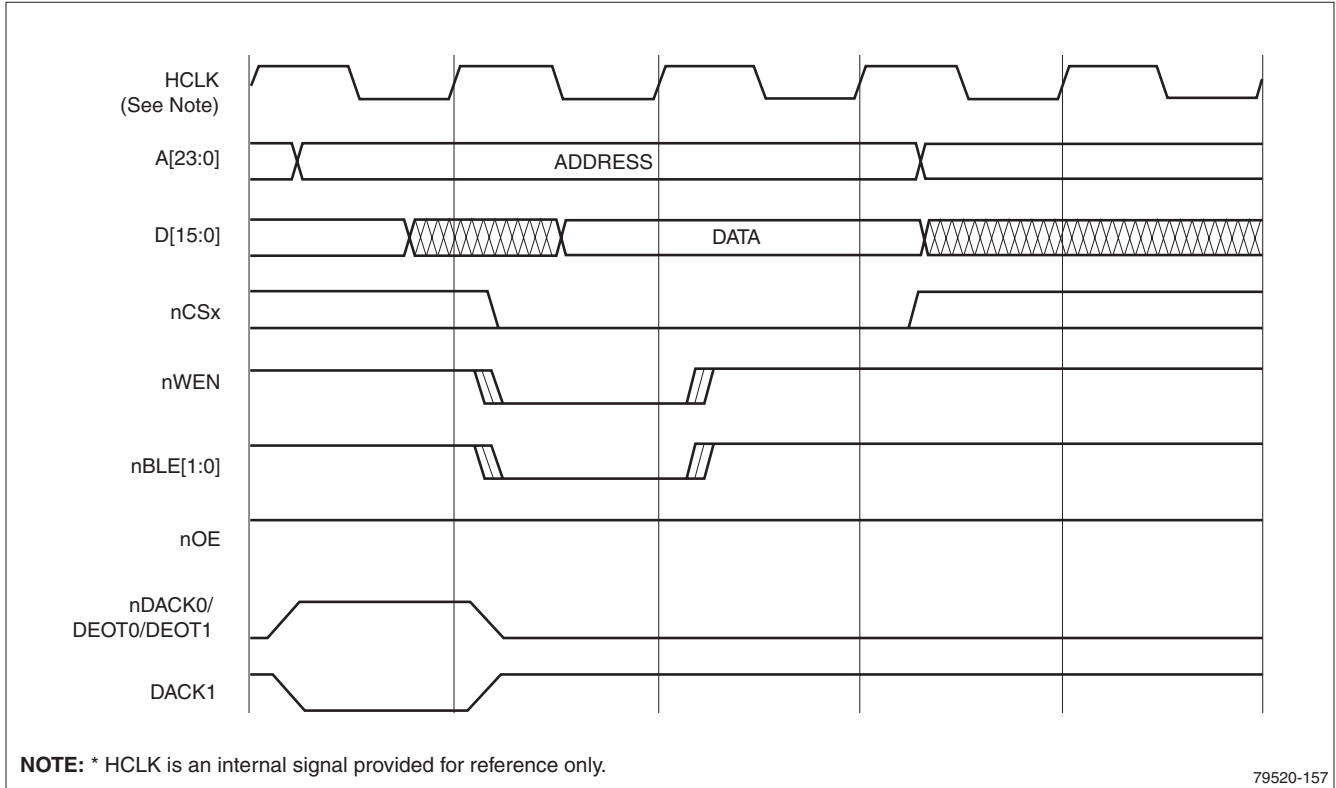 HCLK
(See Note)
A[23:0]
ADDRESS
D[15:0]
DATA
nCSx
nWEN
nBLE[1:0]
nOE
nDACK0/
DEOT0/DEOT1
DACK1
NOTE: * HCLK is an internal signal provided for reference only.
79520-157